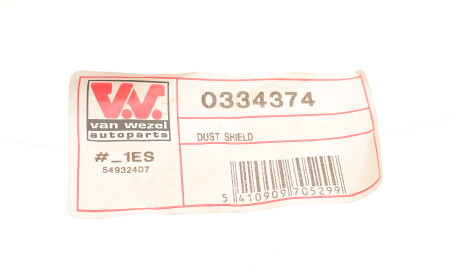 V.V.
van wezel
autoparts
#_1ES
54932407
0334374
DUST SHIELD
5 410909 705299